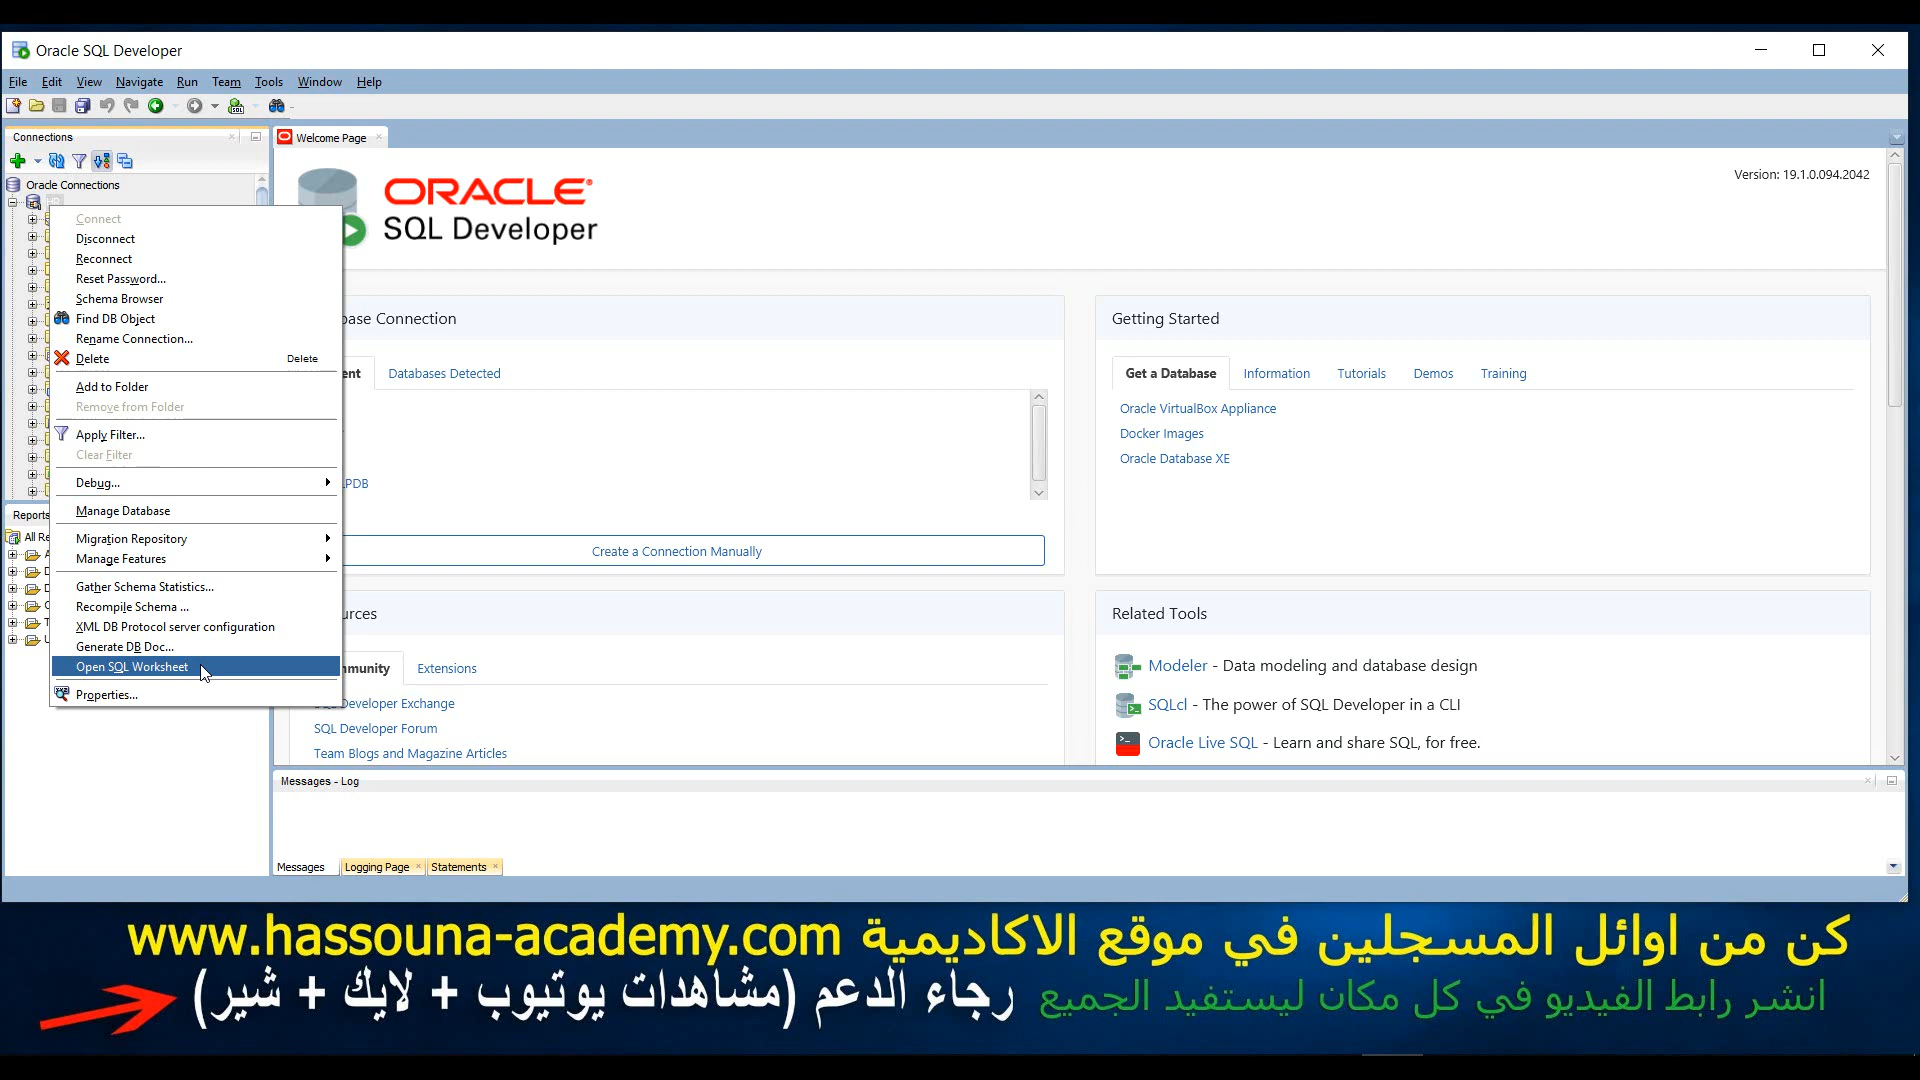 Oracle SQL Developer
File Edit View Navigate Run Team Tools Window Help
Connections
Welcome Page
Oracle Connections
Connect
Disconnect
Reconnect
Reset Password...
Schema Browser
Find DB Object
Rename Connection...
Delete Delete
Add to Folder
Remove from Folder
Apply Filter...
Clear Filter
Debug...
Manage Database
Migration Repository
Manage Features
Gather Schema Statistics...
Recompile Schema ...
XML DB Protocol server configuration
Generate DB Doc...
Open SQL Worksheet
Properties...
Reports
All Re
ORACLE
SQL Developer
Version: 19.1.0.094.2042
base Connection
ent Databases Detected
.PDB
Create a Connection Manually
Getting Started
Get a Database Information Tutorials Demos Training
Oracle VirtualBox Appliance
Docker Images
Oracle Database XE
urces
mmunity Extensions
Developer Exchange
SQL Developer Forum
Team Blogs and Magazine Articles
Related Tools
Modeler - Data modeling and database design
SQLcl - The power of SQL Developer in a CLI
Oracle Live SQL - Learn and share SQL, for free.
Messages - Log
Messages Logging Page Statements
كن من اوائل المسجلين في موقع الاكاديمية www.hassouna-academy.com
انشر رابط الفيديو في كل مكان ليستفيد الجميع رجاء الدعم (مشاهدات يوتيوب + لايك + شير)